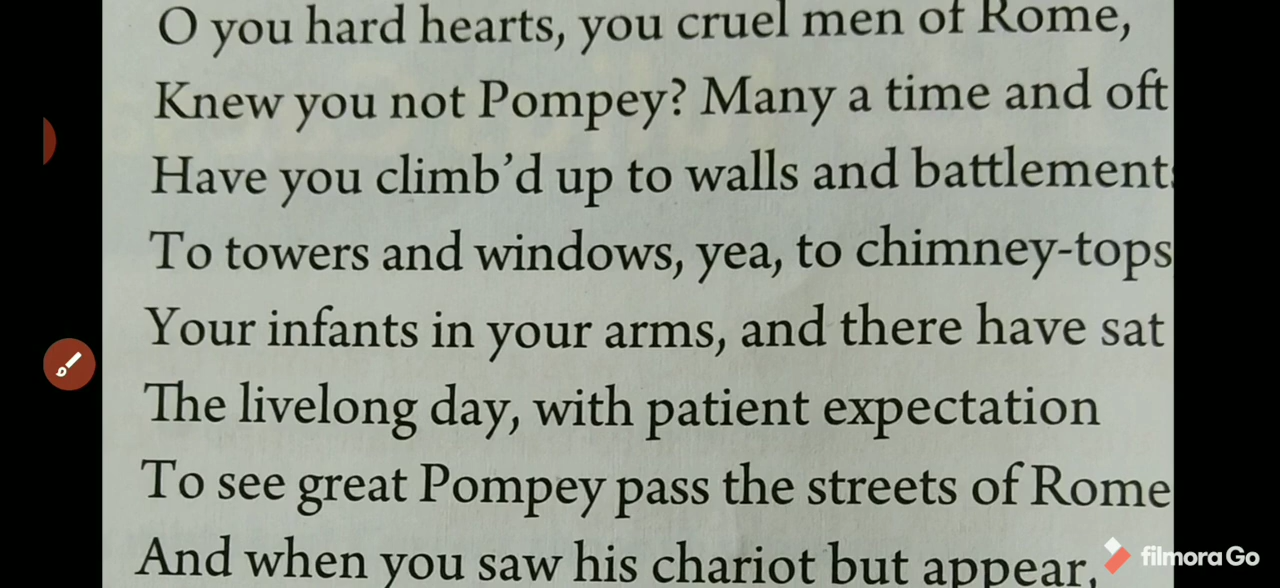 O you hard hearts, you cruel men of Rome,
Knew you not Pompey? Many a time and oft
Have you climb'd up to walls and battlements
To towers and windows, yea, to chimney-tops
Your infants in your arms, and there have sat
The livelong day, with patient expectation
To see great Pompey pass the streets of Rome
And when you saw his chariot but appear,
filmoraGo